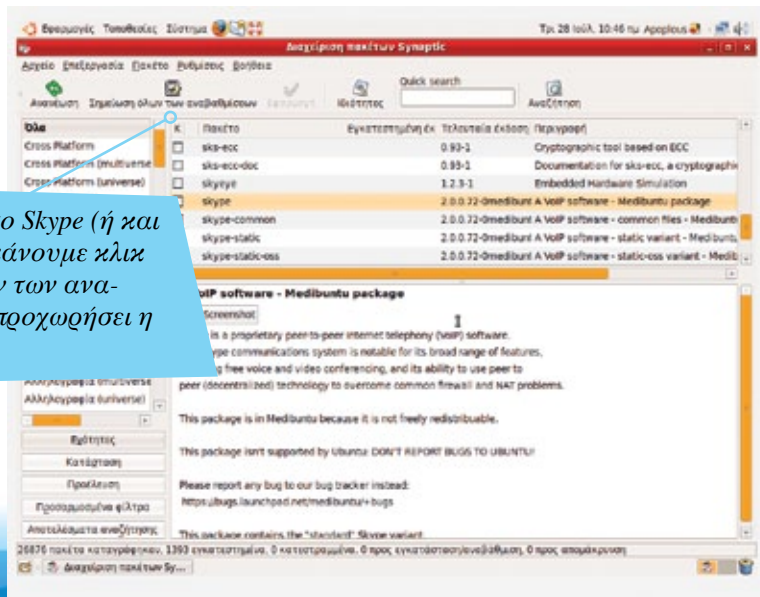 Εφαρμογές Τοποθεσίες Σύστημα
Τρι 28 Ιούλ, 10:46 πμ Apoplous
Διαχείριση πακέτων Synaptic
Αρχείο Επεξεργασία Πακέτο Ρυθμίσεις Βοήθεια
Quick search
Ανανέωση Σημείωση όλων των αναβαθμίσεων Ιδιότητες Αναζήτηση
Όλα
Cross Platform
Cross Platform (multiverse
Cross Platform (universe)
Κ Πακέτο Εγκατεστημένη έκ Τελευταία έκδοση Περιγραφή
sks-ecc 0.93-1 Cryptographic tool based on ECC
sks-ecc-doc 0.93-1 Documentation for sks-ecc, a cryptographic
skyeye 1.2.3-1 Embedded Hardware Simulation
skype 2.0.0.72-0medibunt A VoIP software - Medibuntu package
skype-common 2.0.0.72-0medibunt A VoIP software - common files - Medibunt
skype-static 2.0.0.72-0medibunt A VoIP software - static variant - Medibuntu,
skype-static-oss 2.0.0.72-0medibunt A VoIP software - static-oss variant - Medib
ο Skype (ή και
άνουμε κλικ
ν των ανα-
προχωρήσει η
VoIP software - Medibuntu package
Screenshot
is a proprietary peer-to-peer Internet telephony (VoIP) software.
ype communications system is notable for its broad range of features,
g free voice and video conferencing, and its ability to use peer to
peer (decentralized) technology to overcome common firewall and NAT problems.
This package is in Medibuntu because it is not freely redistribuable.
This package isn't supported by Ubuntu: DON'T REPORT BUGS TO UBUNTU!
Please report any bug to our bug tracker instead:
https://bugs.launchpad.net/medibuntu/+bugs
This package contains the "standard" Skype variant.
Αλληλογραφία (multiverse
Αλληλογραφία (universe)
Ενότητες
Κατάσταση
Προέλευση
Προσαρμοσμένα φίλτρα
Αποτελέσματα αναζήτησης
26876 πακέτα καταγράφηκαν, 1393 εγκατεστημένα, 0 κατεστραμμένα. 0 προς εγκατάσταση/αναβάθμιση, 0 προς απομάκρυνση
Διαχείριση πακέτων Sy...